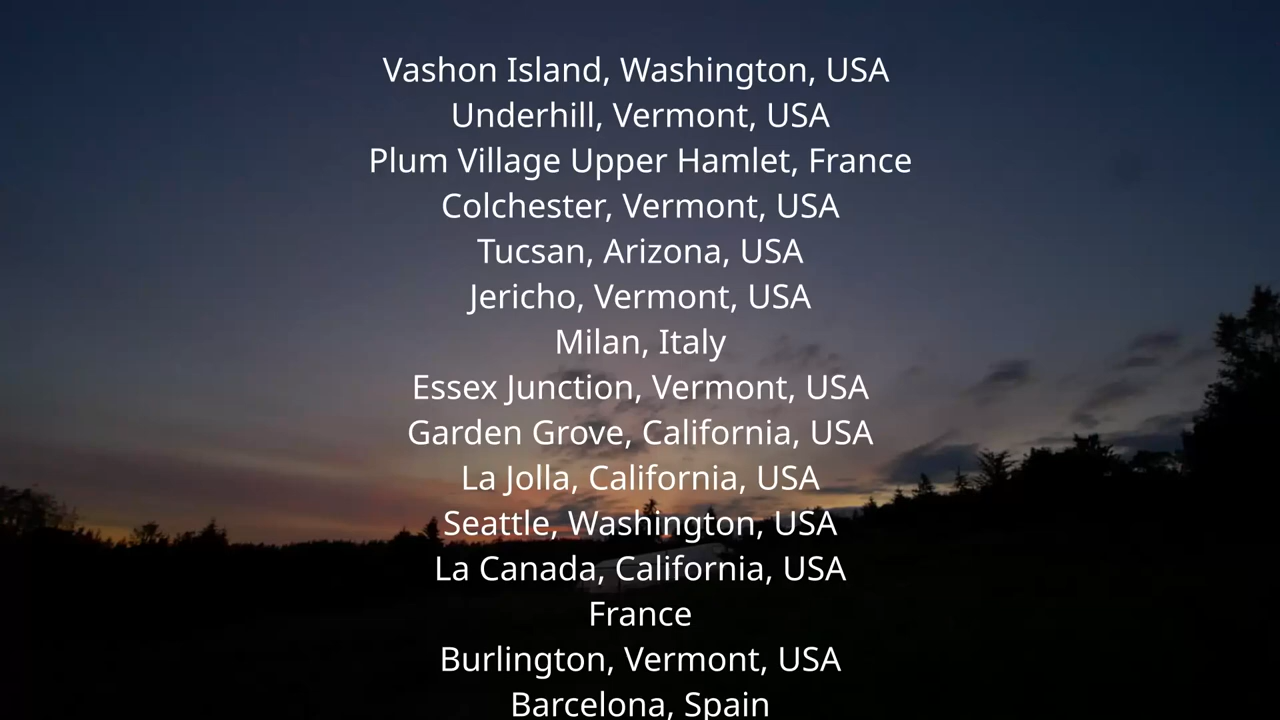 Vashon Island, Washington, USA
Underhill, Vermont, USA
Plum Village Upper Hamlet, France
Colchester, Vermont, USA
Tucsan, Arizona, USA
Jericho, Vermont, USA
Milan, Italy
Essex Junction, Vermont, USA
Garden Grove, California, USA
La Jolla, California, USA
Seattle, Washington, USA
La Canada, California, USA
France
Burlington, Vermont, USA
Barcelona, Spain